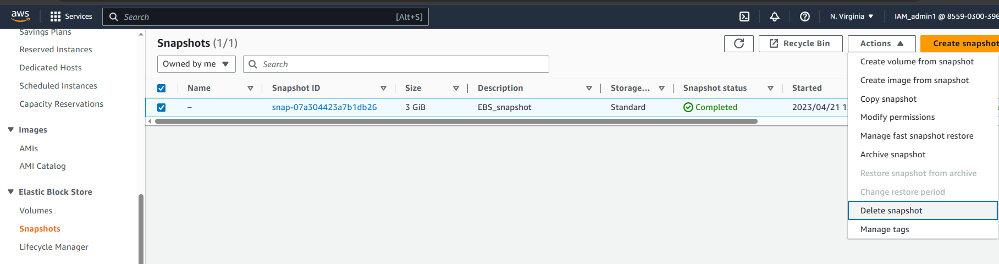 aws Services Search [Alt+S] N. Virginia IAM_admin1 @ 8559-0300-396
Savings Plans
Reserved Instances
Dedicated Hosts
Scheduled Instances
Capacity Reservations
Images
AMIs
AMI Catalog
Elastic Block Store
Volumes
Snapshots
Lifecycle Manager
Snapshots (1/1) Recycle Bin Actions Create snapshot
Owned by me Search
Name Snapshot ID Size Description Storage... Snapshot status Started
– snap-07a304423a7b1db26 3 GiB EBS_snapshot Standard Completed 2023/04/21 1
Create volume from snapshot
Create image from snapshot
Copy snapshot
Modify permissions
Manage fast snapshot restore
Archive snapshot
Restore snapshot from archive
Change restore period
Delete snapshot
Manage tags